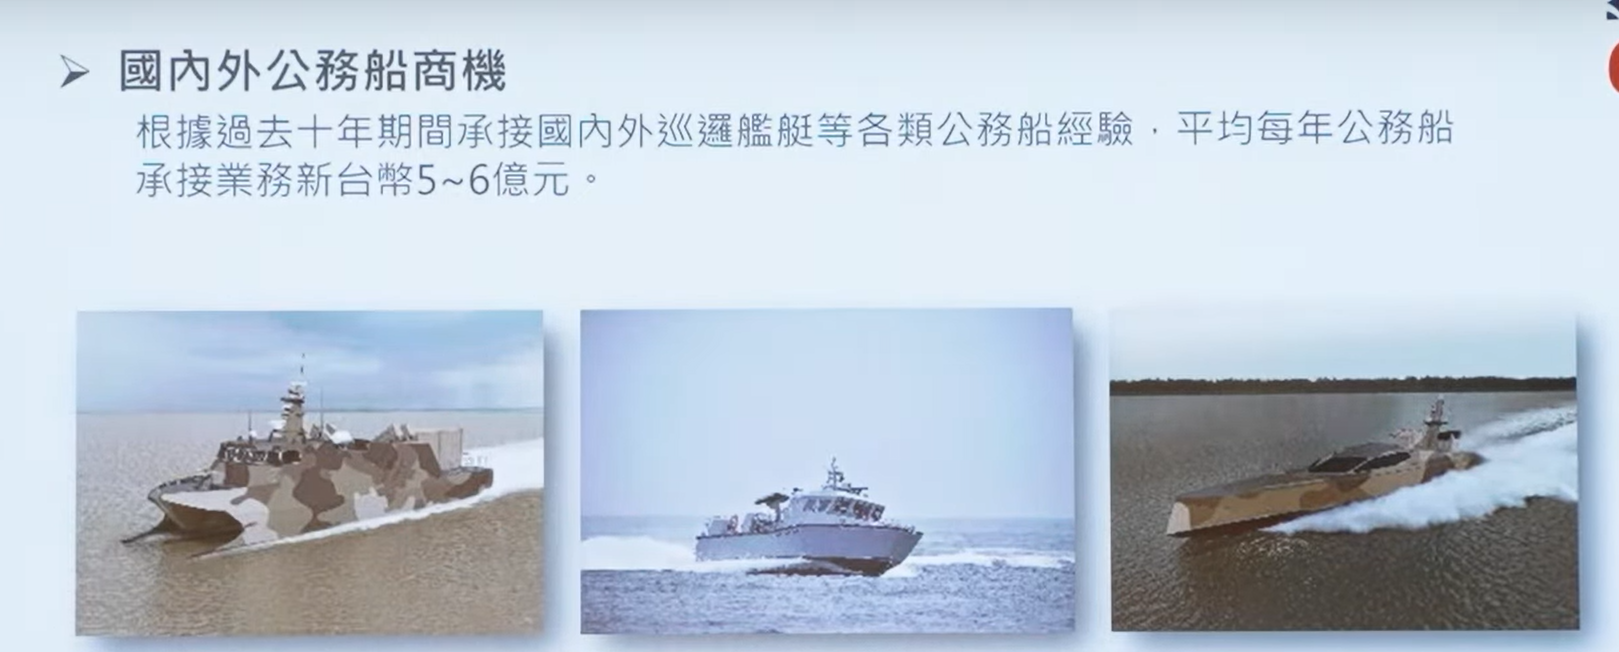 國內外公務船商機
根據過去十年期間承接國內外巡邏艦艇等各類公務船經驗，平均每年公務船
承接業務新台幣5~6億元。